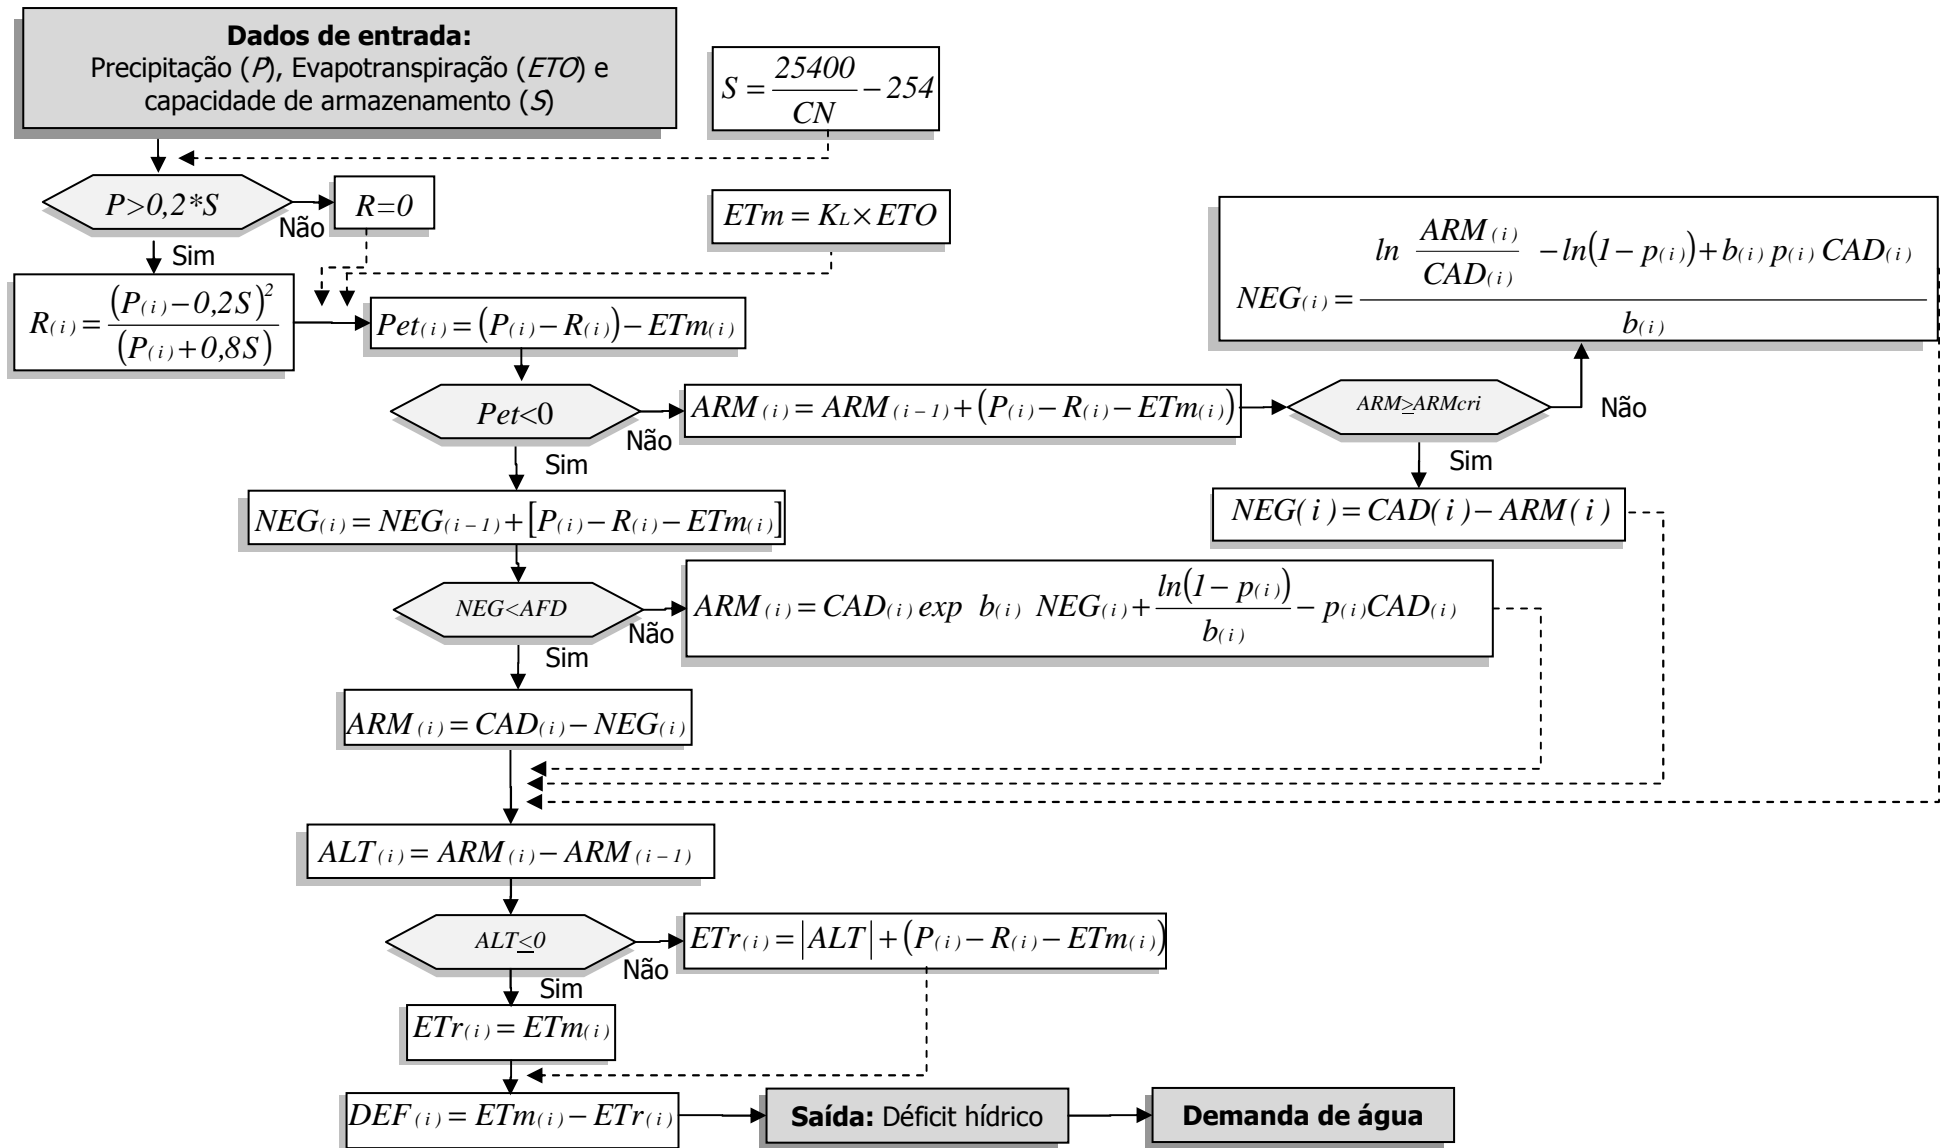 Dados de entrada:
Precipitação (P), Evapotranspiração (ETO) e
capacidade de armazenamento (S)
S = 25400/CN − 254
P>0,2*S
Não
R=0
Sim
ETm = KL × ETO
R(i) = (P(i) − 0,2S)²/(P(i) + 0,8S)
Pet(i) = (P(i) − R(i)) − ETm(i)
NEG(i) = ln ARM(i)/CAD(i) − ln(1 − p(i)) + b(i) p(i) CAD(i) / b(i)
Pet<0
Não
Sim
ARM(i) = ARM(i−1) + (P(i) − R(i) − ETm(i))
ARM≥ARMcri
Não
Sim
NEG(i) = NEG(i−1) + [P(i) − R(i) − ETm(i)]
NEG(i) = CAD(i) − ARM(i)
NEG<AFD
Não
Sim
ARM(i) = CAD(i) exp b(i) NEG(i) + ln(1 − p(i))/b(i) − p(i)CAD(i)
ARM(i) = CAD(i) − NEG(i)
ALT(i) = ARM(i) − ARM(i−1)
ALT≤0
Não
Sim
ETr(i) = |ALT| + (P(i) − R(i) − ETm(i))
ETr(i) = ETm(i)
DEF(i) = ETm(i) − ETr(i)
Saída: Déficit hídrico
Demanda de água